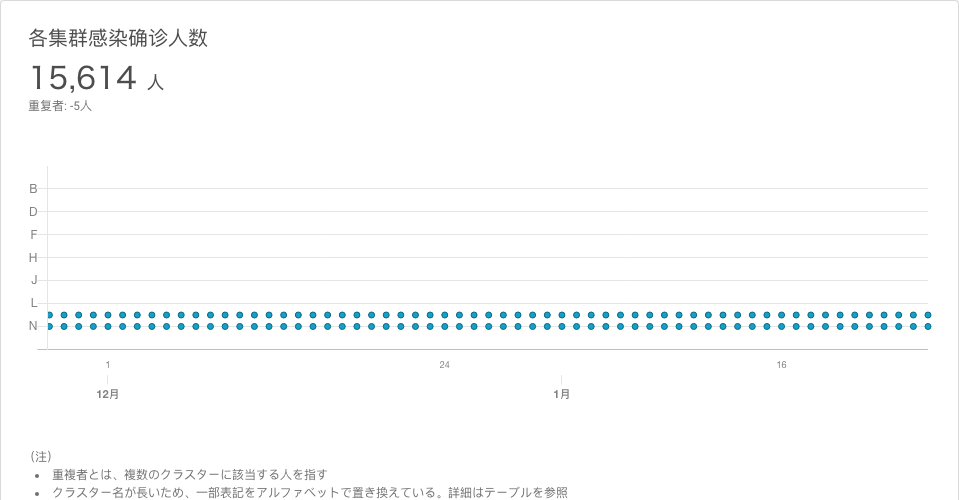 各集群感染确诊人数
15,614 人
重复者: -5人
B
D
F
H
J
L
N
1 24 16
12月 1月
（注）
• 重複者とは、複数のクラスターに該当する人を指す
• クラスター名が長いため、一部表記をアルファベットで置き換えている。詳細はテーブルを参照